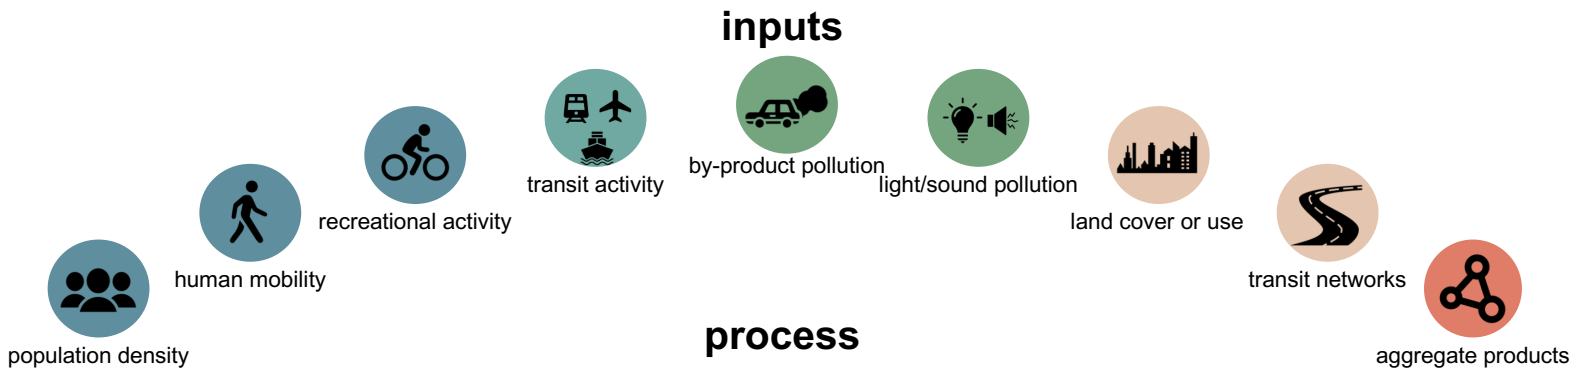 inputs
population density
human mobility
recreational activity
transit activity
by-product pollution
light/sound pollution
land cover or use
transit networks
aggregate products
process